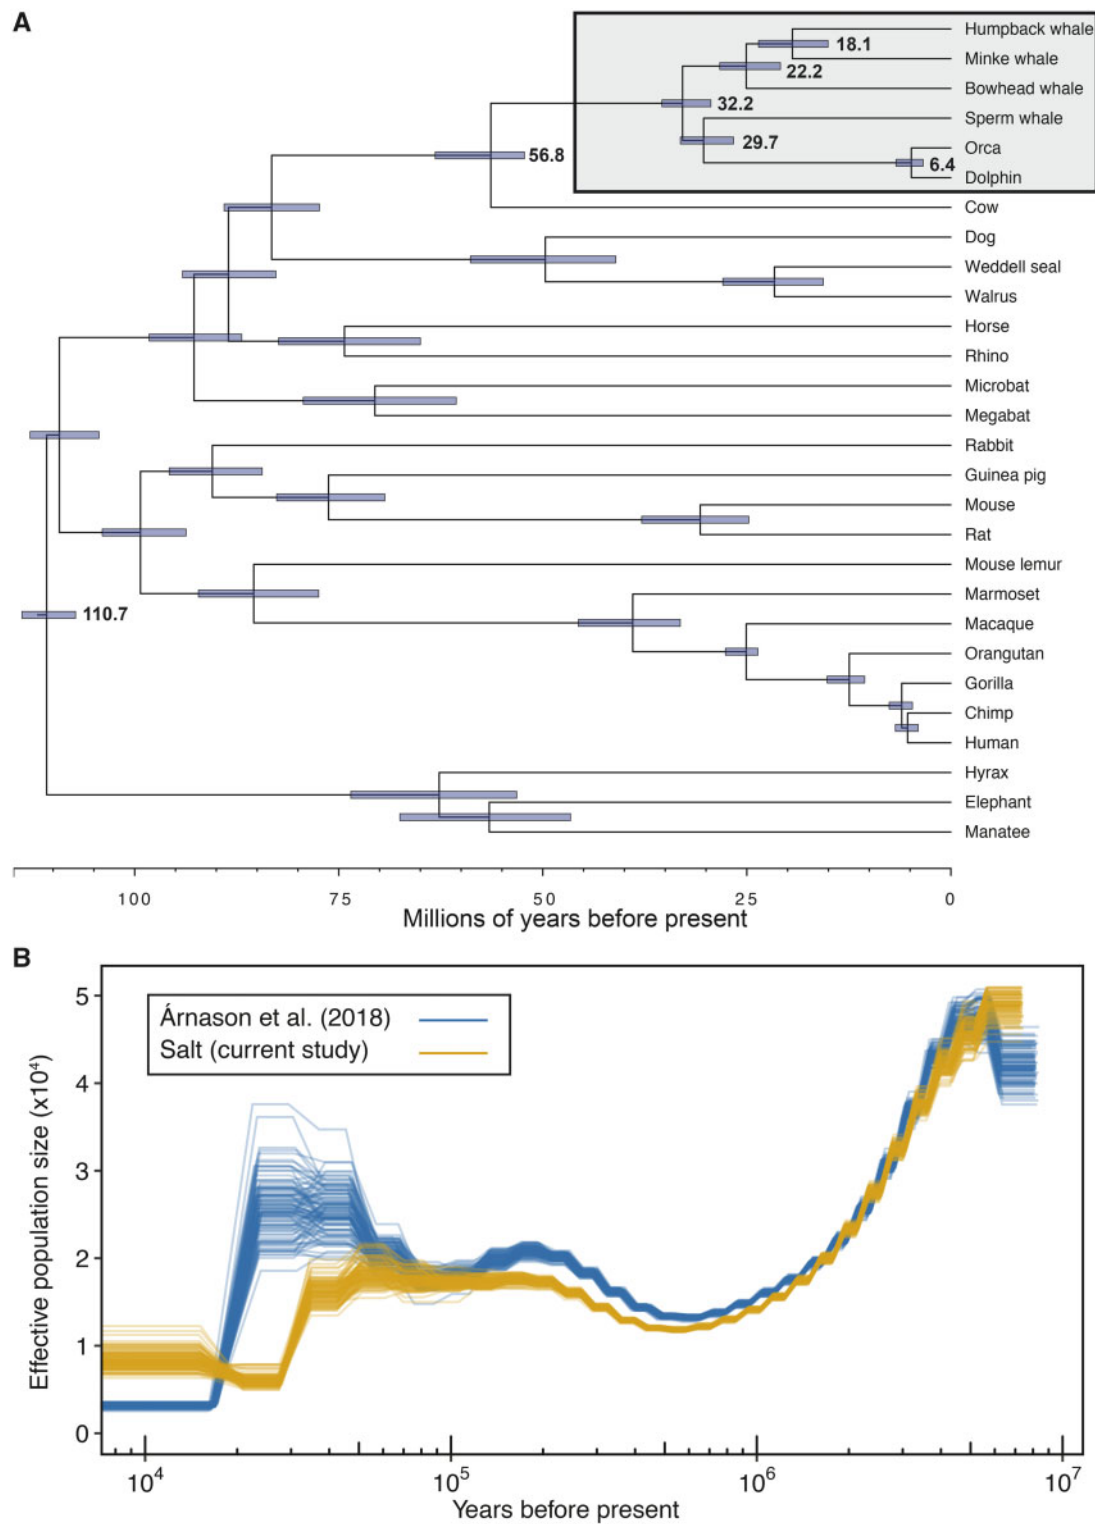 A
Humpback whale
18.1
Minke whale
22.2
Bowhead whale
32.2
Sperm whale
29.7
Orca
6.4
Dolphin
56.8
Cow
Dog
Weddell seal
Walrus
Horse
Rhino
Microbat
Megabat
Rabbit
Guinea pig
Mouse
Rat
Mouse lemur
Marmoset
110.7
Macaque
Orangutan
Gorilla
Chimp
Human
Hyrax
Elephant
Manatee
100 75 50 25 0
Millions of years before present
B
Árnason et al. (2018)
Salt (current study)
Effective population size (x10⁴)
5
4
3
2
1
0
10⁴ 10⁵ 10⁶ 10⁷
Years before present